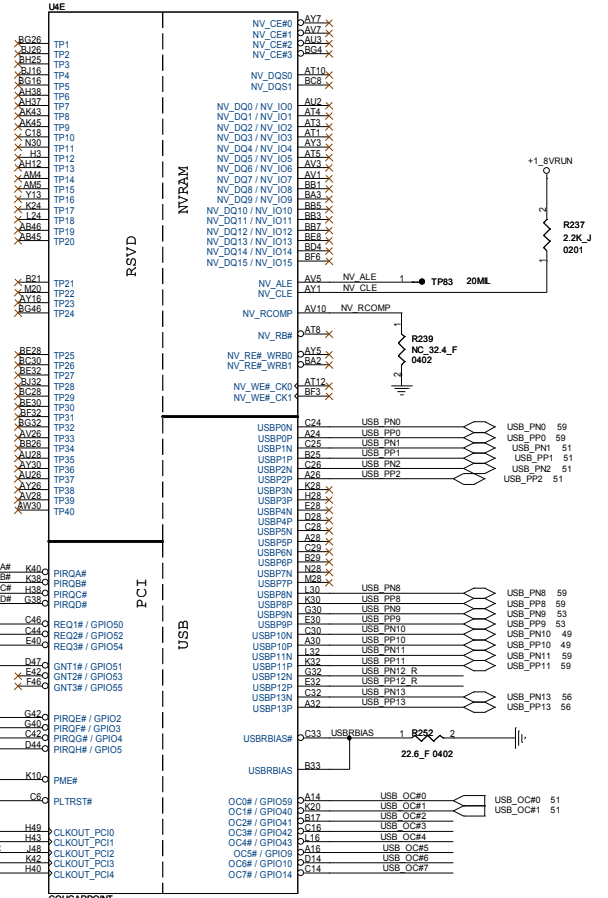 U4E
BG26 TP1
BJ26 TP2
BH25 TP3
BJ16 TP4
BG16 TP5
AH38 TP6
AH37 TP7
AK43 TP8
AK45 TP9
C18 TP10
N30 TP11
H3 TP12
AH12 TP13
AM4 TP14
AM5 TP15
Y13 TP16
K24 TP17
L24 TP18
AB46 TP19
AB45 TP20
B21 TP21
M20 TP22
AY16 TP23
BG46 TP24
BE28 TP25
BC30 TP26
BE32 TP27
BJ32 TP28
BC28 TP29
BE30 TP30
BF32 TP31
BG32 TP32
AV26 TP33
BB26 TP34
AU28 TP35
AY30 TP36
AU26 TP37
AY26 TP38
AV28 TP39
AW30 TP40
RSVD
NVRAM
NV_CE#0 AY7
NV_CE#1 AV7
NV_CE#2 AU3
NV_CE#3 BG4
NV_DQS0 AT10
NV_DQS1 BC8
NV_DQ0 / NV_IO0 AU2
NV_DQ1 / NV_IO1 AT4
NV_DQ2 / NV_IO2 AT3
NV_DQ3 / NV_IO3 AT1
NV_DQ4 / NV_IO4 AY3
NV_DQ5 / NV_IO5 AT5
NV_DQ6 / NV_IO6 AV3
NV_DQ7 / NV_IO7 AV1
NV_DQ8 / NV_IO8 BB1
NV_DQ9 / NV_IO9 BA3
NV_DQ10 / NV_IO10 BB5
NV_DQ11 / NV_IO11 BB3
NV_DQ12 / NV_IO12 BB7
NV_DQ13 / NV_IO13 BE8
NV_DQ14 / NV_IO14 BD4
NV_DQ15 / NV_IO15 BF6
NV_ALE AV5 NV_ALE 1 TP83 20MIL
NV_CLE AY1 NV_CLE
NV_RCOMP AV10 NV_RCOMP
NV_RB# AT8
NV_RE#_WRB0 AY5
NV_RE#_WRB1 BA2
NV_WE#_CK0 AT12
NV_WE#_CK1 BF3
+1_8VRUN
2
R237
2.2K_J
0201
1
1
R239
NC_32.4_F
0402
2
USBP0N C24 USB_PN0 USB_PN0 59
USBP0P A24 USB_PP0 USB_PP0 59
USBP1N C25 USB_PN1 USB_PN1 51
USBP1P B25 USB_PP1 USB_PP1 51
USBP2N C26 USB_PN2 USB_PN2 51
USBP2P A26 USB_PP2 USB_PP2 51
USBP3N K28
USBP3P H28
USBP4N E28
USBP4P D28
USBP5N C28
USBP5P A28
USBP6N C29
USBP6P B29
USBP7N N28
USBP7P M28
USBP8N L30 USB_PN8 USB_PN8 59
USBP8P K30 USB_PP8 USB_PP8 59
USBP9N G30 USB_PN9 USB_PN9 53
USBP9P E30 USB_PP9 USB_PP9 53
USBP10N C30 USB_PN10 USB_PN10 49
USBP10P A30 USB_PP10 USB_PP10 49
USBP11N L32 USB_PN11 USB_PN11 59
USBP11P K32 USB_PP11 USB_PP11 59
USBP12N G32 USB_PN12_R
USBP12P E32 USB_PP12_R
USBP13N C32 USB_PN13 USB_PN13 56
USBP13P A32 USB_PP13 USB_PP13 56
USBRBIAS# C33 USBRBIAS 1 R252 2
22.6_F 0402
USBRBIAS B33
PCI
USB
A# K40 PIRQA#
B# K38 PIRQB#
C# H38 PIRQC#
D# G38 PIRQD#
C46 REQ1# / GPIO50
C44 REQ2# / GPIO52
E40 REQ3# / GPIO54
D47 GNT1# / GPIO51
E42 GNT2# / GPIO53
F46 GNT3# / GPIO55
G42 PIRQE# / GPIO2
G40 PIRQF# / GPIO3
C42 PIRQG# / GPIO4
D44 PIRQH# / GPIO5
K10 PME#
C6 PLTRST#
H49 CLKOUT_PCI0
H43 CLKOUT_PCI1
J48 CLKOUT_PCI2
K42 CLKOUT_PCI3
H40 CLKOUT_PCI4
OC0# / GPIO59 A14 USB_OC#0 USB_OC#0 51
OC1# / GPIO40 K20 USB_OC#1 USB_OC#1 51
OC2# / GPIO41 B17 USB_OC#2
OC3# / GPIO42 C16 USB_OC#3
OC4# / GPIO43 L16 USB_OC#4
OC5# / GPIO9 A16 USB_OC#5
OC6# / GPIO10 D14 USB_OC#6
OC7# / GPIO14 C14 USB_OC#7
COUGARPOINT